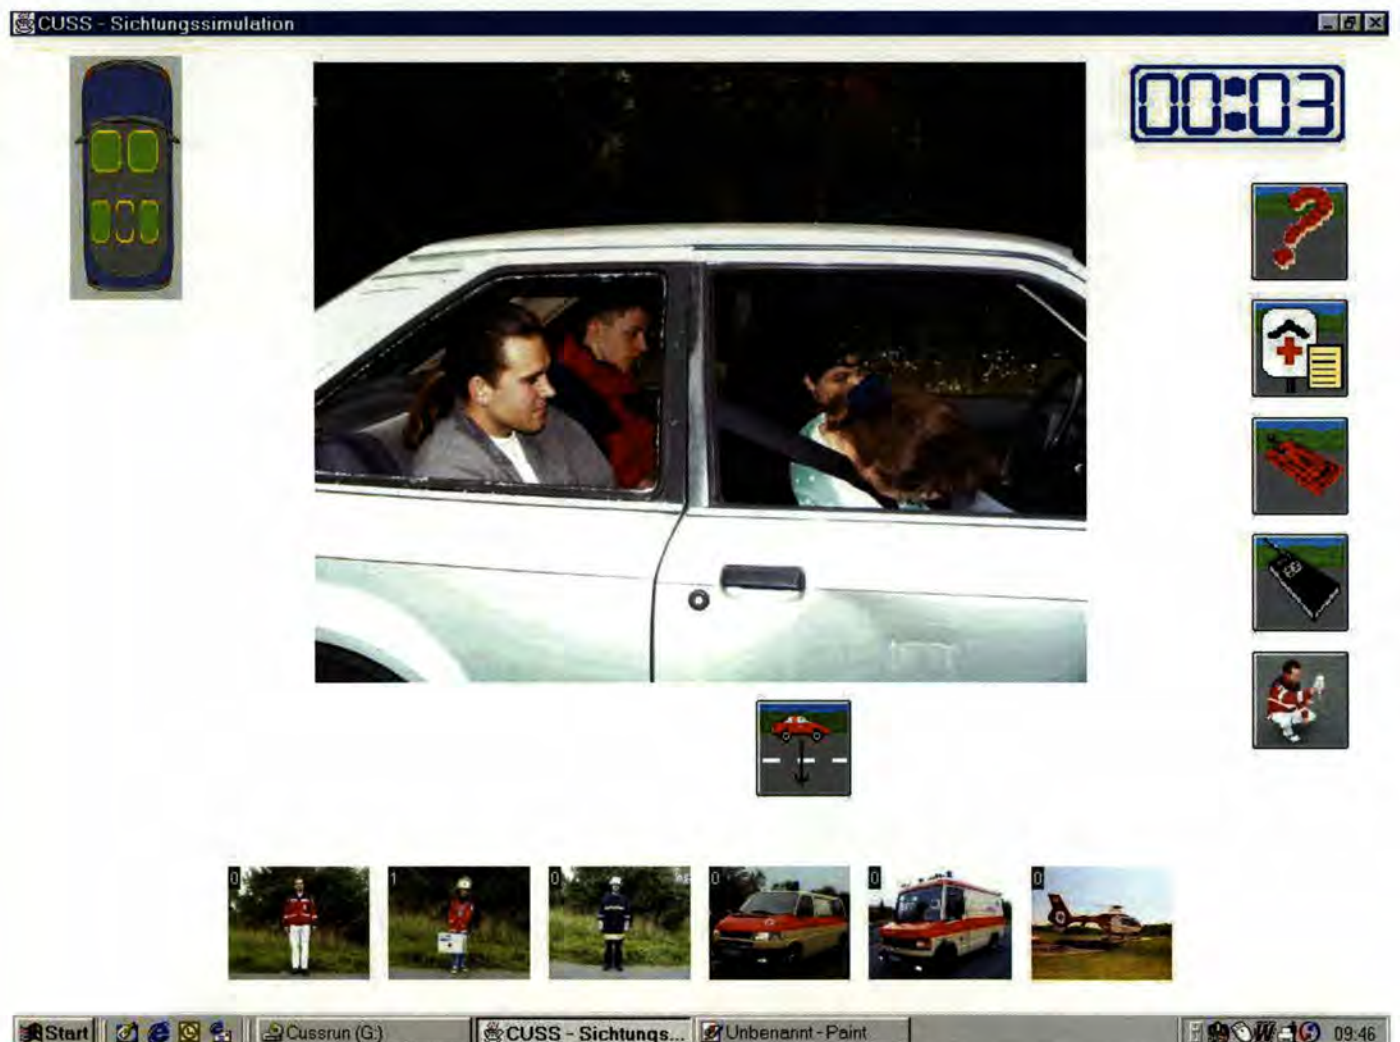 CUSS - Sichtungssimulation
00:03
0
1
0
0
0
0
Start
Cussrun (G:)
CUSS - Sichtungs...
Unbenannt - Paint
09:46